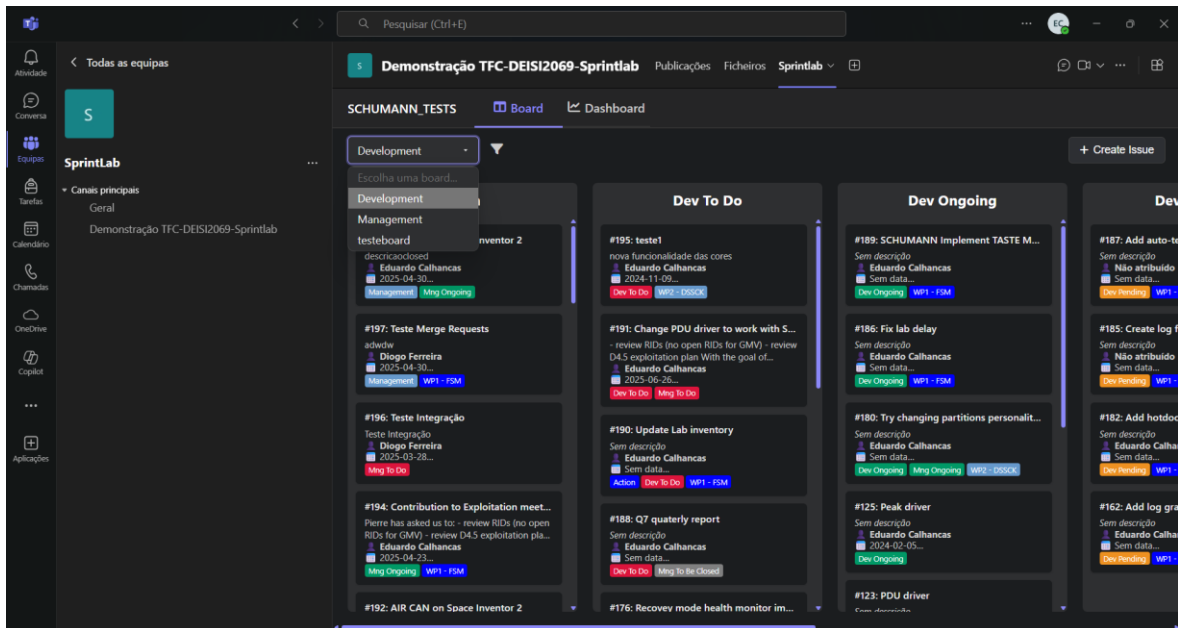 Pesquisar (Ctrl+E)
EC
Atividade
Conversa
Equipas
Tarefas
Calendário
Chamadas
OneDrive
Copilot
Aplicações
Todas as equipas
S
SprintLab
Canais principais
Geral
Demonstração TFC-DEISI2069-Sprintlab
S
Demonstração TFC-DEISI2069-Sprintlab
Publicações
Ficheiros
Sprintlab
SCHUMANN_TESTS
Board
Dashboard
Development
+ Create Issue
Escolha uma board...
Development
Management
testeboard
nventor 2
descricaoclosed
Eduardo Calhancas
2025-04-30...
Management Mng Ongoing
#197: Teste Merge Requests
adwdw
Diogo Ferreira
2025-04-30...
Management WP1 - FSM
#196: Teste Integração
Teste Integração
Diogo Ferreira
2025-03-28...
Mng To Do
#194: Contribution to Exploitation meet...
Pierre has asked us to: - review RIDs (no open
RIDs for GMV) - review D4.5 exploitation pla...
Eduardo Calhancas
2025-04-23...
Mng Ongoing WP1 - FSM
#192: AIR CAN on Space Inventor 2
Dev To Do
#195: teste1
nova funcionalidade das cores
Eduardo Calhancas
2024-11-09...
Dev To Do WP2 - DSSCK
#191: Change PDU driver to work with S...
- review RIDs (no open RIDs for GMV) - review
D4.5 exploitation plan With the goal of...
Eduardo Calhancas
2025-06-26...
Dev To Do Mng To Do
#190: Update Lab inventory
Sem descrição
Eduardo Calhancas
Sem data...
Action Dev To Do WP1 - FSM
#188: Q7 quaterly report
Sem descrição
Eduardo Calhancas
Sem data...
Dev To Do Mng To Be Closed
#176: Recovey mode health monitor im...
Dev Ongoing
#189: SCHUMANN Implement TASTE M...
Sem descrição
Eduardo Calhancas
Sem data...
Dev Ongoing WP1 - FSM
#186: Fix lab delay
Sem descrição
Eduardo Calhancas
Sem data...
Dev Ongoing WP1 - FSM
#180: Try changing partitions personalit...
Sem descrição
Eduardo Calhancas
Sem data...
Dev Ongoing Mng Ongoing WP2 - DSSCK
#125: Peak driver
Sem descrição
Eduardo Calhancas
2024-02-05...
Dev Ongoing
#123: PDU driver
Sem descrição
Dev
#187: Add auto-te
Sem descrição
Não atribuído
Sem data...
Dev Pending WP1 -
#185: Create log f
Sem descrição
Não atribuído
Sem data...
Dev Pending WP1 -
#182: Add hotdoc
Sem descrição
Eduardo Calha
Sem data...
Dev Pending WP1 -
#162: Add log gra
Sem descrição
Eduardo Calha
Sem data...
Dev Pending WP1 -